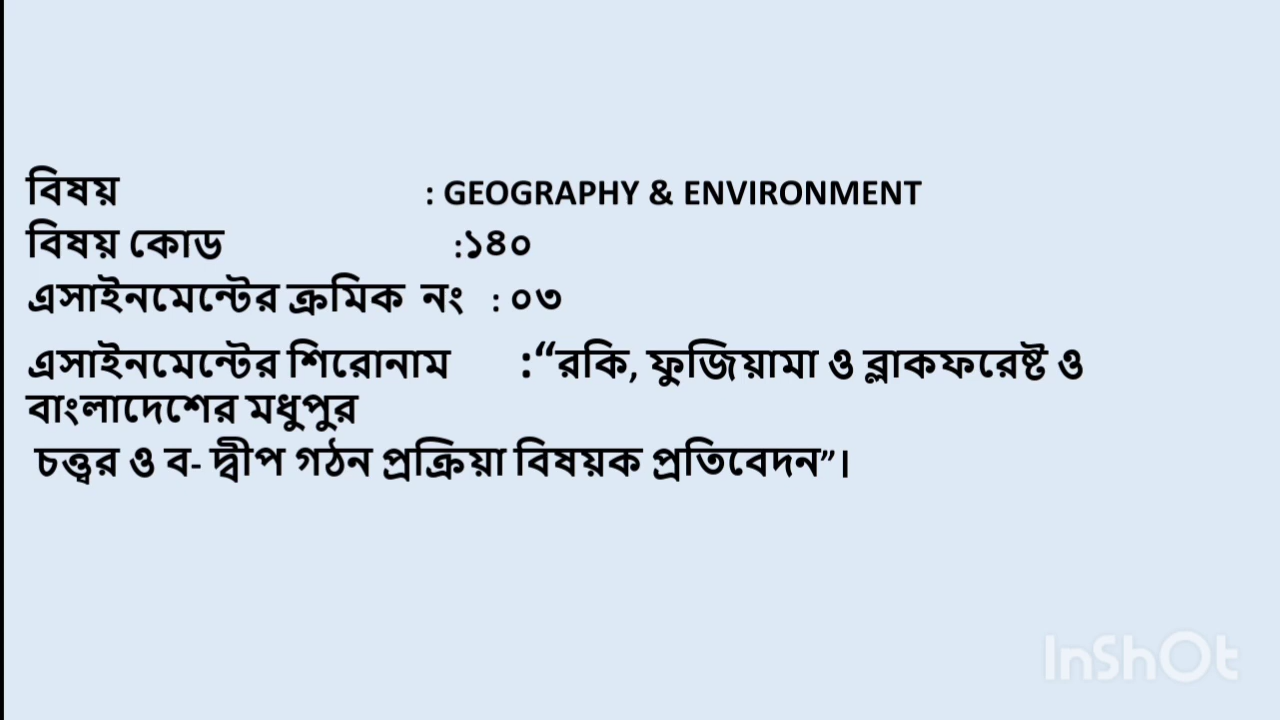 বিষয় : GEOGRAPHY & ENVIRONMENT
বিষয় কোড :১৪০
এসাইনমেন্টের ক্রমিক নং : ০৩
এসাইনমেন্টের শিরোনাম :“রকি, ফুজিয়ামা ও ব্লাকফরেষ্ট ও
বাংলাদেশের মধুপুর
চত্ত্বর ও ব- দ্বীপ গঠন প্রক্রিয়া বিষয়ক প্রতিবেদন”।
InShOt